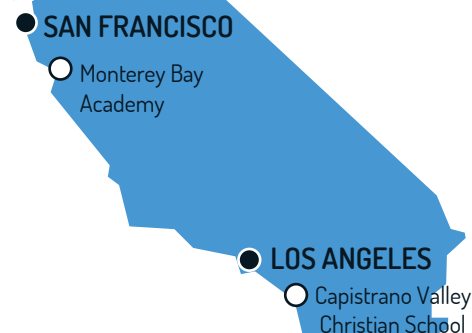 SAN FRANCISCO
Monterey Bay
Academy
LOS ANGELES
Capistrano Valley
Christian School